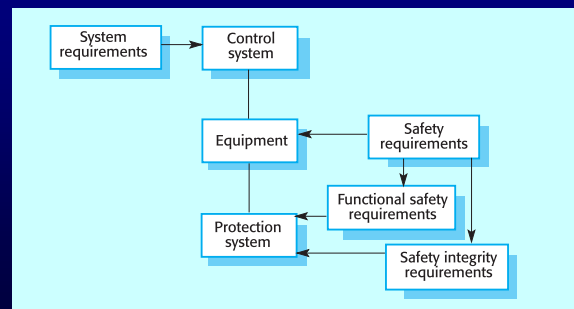 System
requirements
Control
system
Equipment
Safety
requirements
Functional safety
requirements
Protection
system
Safety integrity
requirements